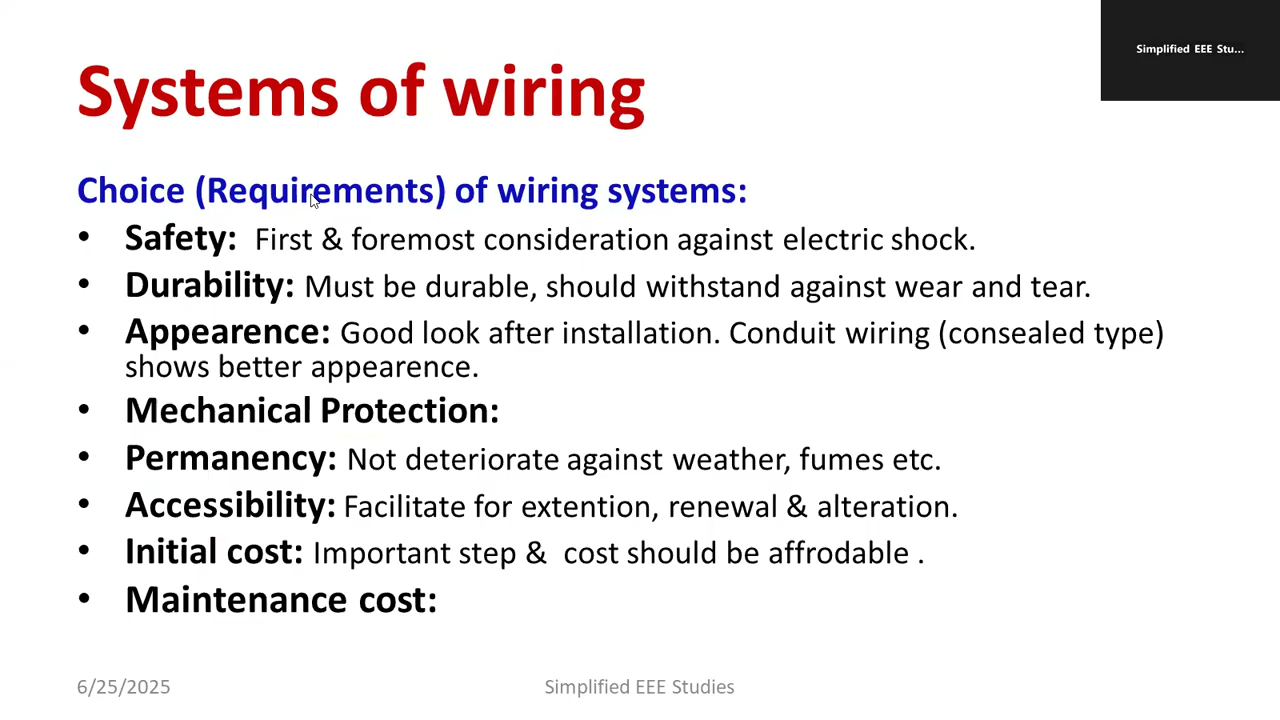 Simplified EEE Stu...
Systems of wiring
Choice (Requirements) of wiring systems:
• Safety: First & foremost consideration against electric shock.
• Durability: Must be durable, should withstand against wear and tear.
• Appearence: Good look after installation. Conduit wiring (consealed type)
shows better appearence.
• Mechanical Protection:
• Permanency: Not deteriorate against weather, fumes etc.
• Accessibility: Facilitate for extention, renewal & alteration.
• Initial cost: Important step & cost should be affrodable .
• Maintenance cost:
6/25/2025
Simplified EEE Studies